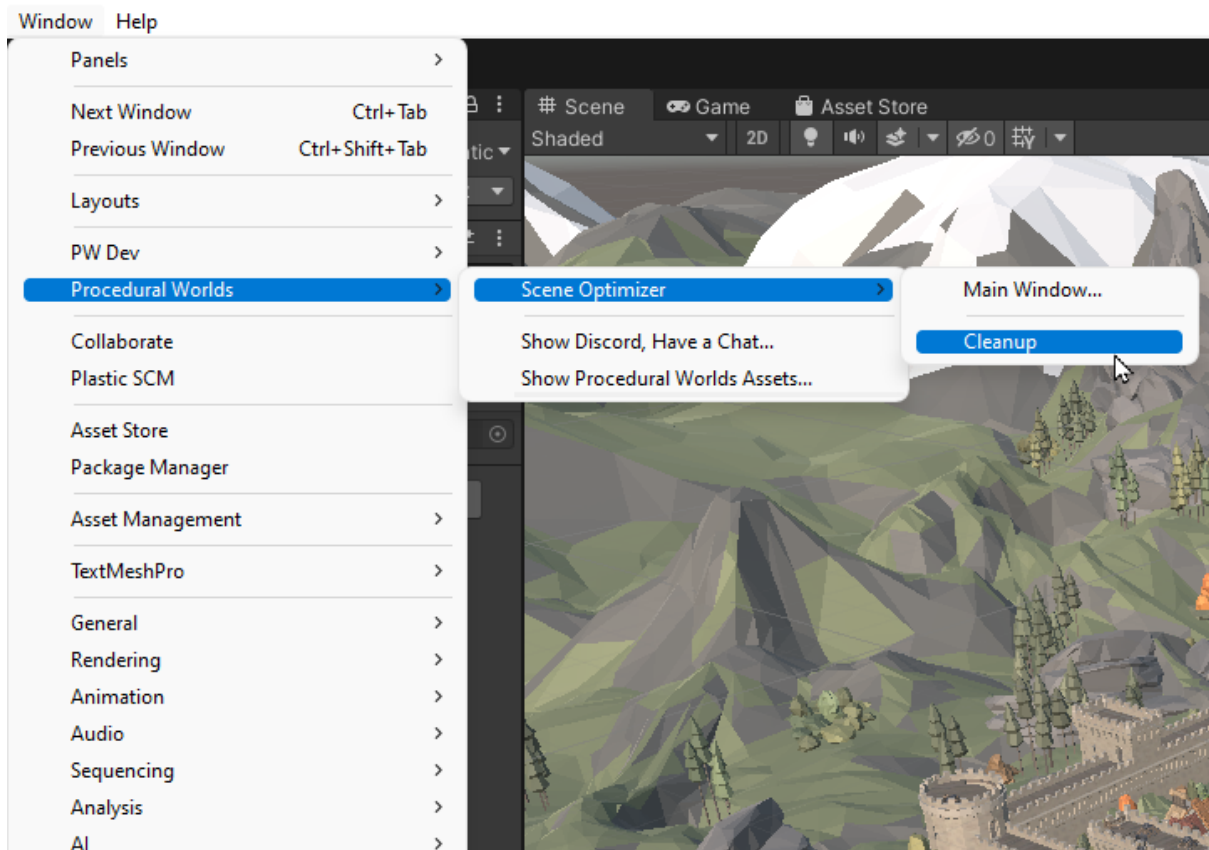 Window Help
Panels
Next Window Ctrl+Tab
Previous Window Ctrl+Shift+Tab
Layouts
PW Dev
Procedural Worlds
Collaborate
Plastic SCM
Asset Store
Package Manager
Asset Management
TextMeshPro
General
Rendering
Animation
Audio
Sequencing
Analysis
AI
tic
# Scene Game Asset Store
Shaded 2D 0
Scene Optimizer
Show Discord, Have a Chat...
Show Procedural Worlds Assets...
Main Window...
Cleanup